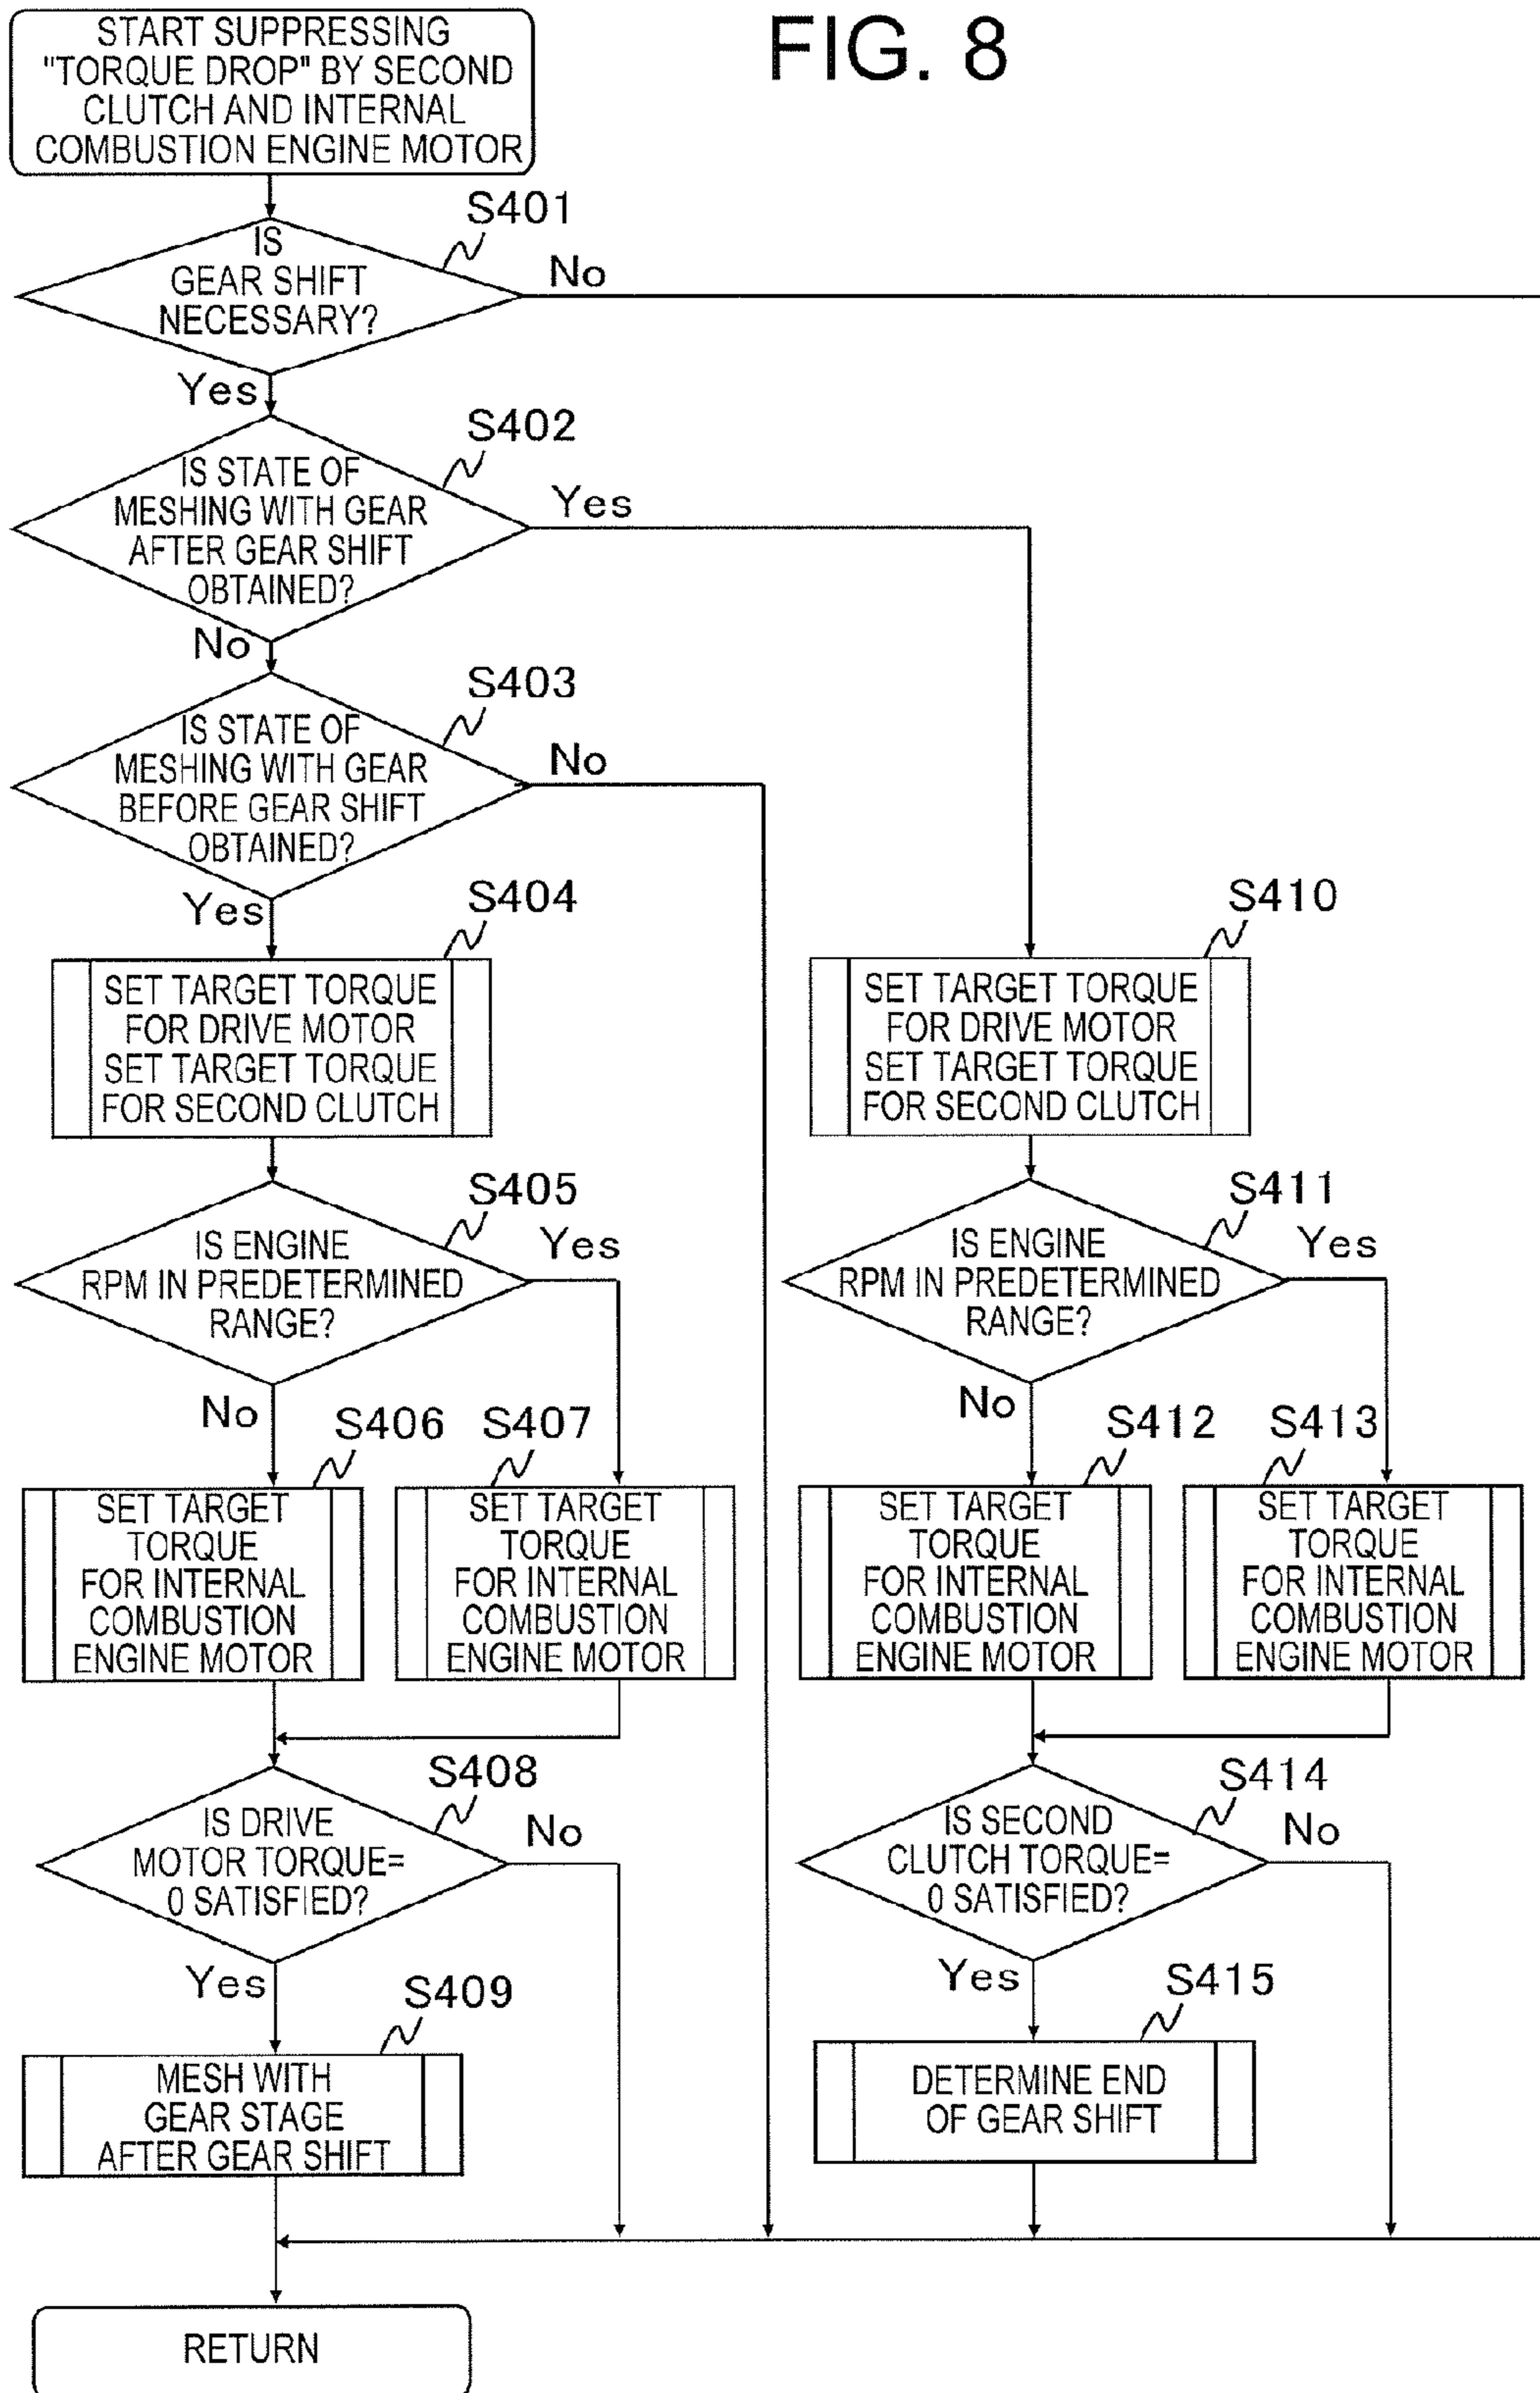 FIG. 8
START SUPPRESSING
"TORQUE DROP" BY SECOND
CLUTCH AND INTERNAL
COMBUSTION ENGINE MOTOR
S401
IS
GEAR SHIFT
NECESSARY?
No
Yes
S402
IS STATE OF
MESHING WITH GEAR
AFTER GEAR SHIFT
OBTAINED?
Yes
No
S403
IS STATE OF
MESHING WITH GEAR
BEFORE GEAR SHIFT
OBTAINED?
No
Yes
S404
SET TARGET TORQUE
FOR DRIVE MOTOR
SET TARGET TORQUE
FOR SECOND CLUTCH
S405
IS ENGINE
RPM IN PREDETERMINED
RANGE?
Yes
No
S406
SET TARGET
TORQUE
FOR INTERNAL
COMBUSTION
ENGINE MOTOR
S407
SET TARGET
TORQUE
FOR INTERNAL
COMBUSTION
ENGINE MOTOR
S408
IS DRIVE
MOTOR TORQUE=
0 SATISFIED?
No
Yes
S409
MESH WITH
GEAR STAGE
AFTER GEAR SHIFT
S410
SET TARGET TORQUE
FOR DRIVE MOTOR
SET TARGET TORQUE
FOR SECOND CLUTCH
S411
IS ENGINE
RPM IN PREDETERMINED
RANGE?
Yes
No
S412
SET TARGET
TORQUE
FOR INTERNAL
COMBUSTION
ENGINE MOTOR
S413
SET TARGET
TORQUE
FOR INTERNAL
COMBUSTION
ENGINE MOTOR
S414
IS SECOND
CLUTCH TORQUE=
0 SATISFIED?
No
Yes
S415
DETERMINE END
OF GEAR SHIFT
RETURN